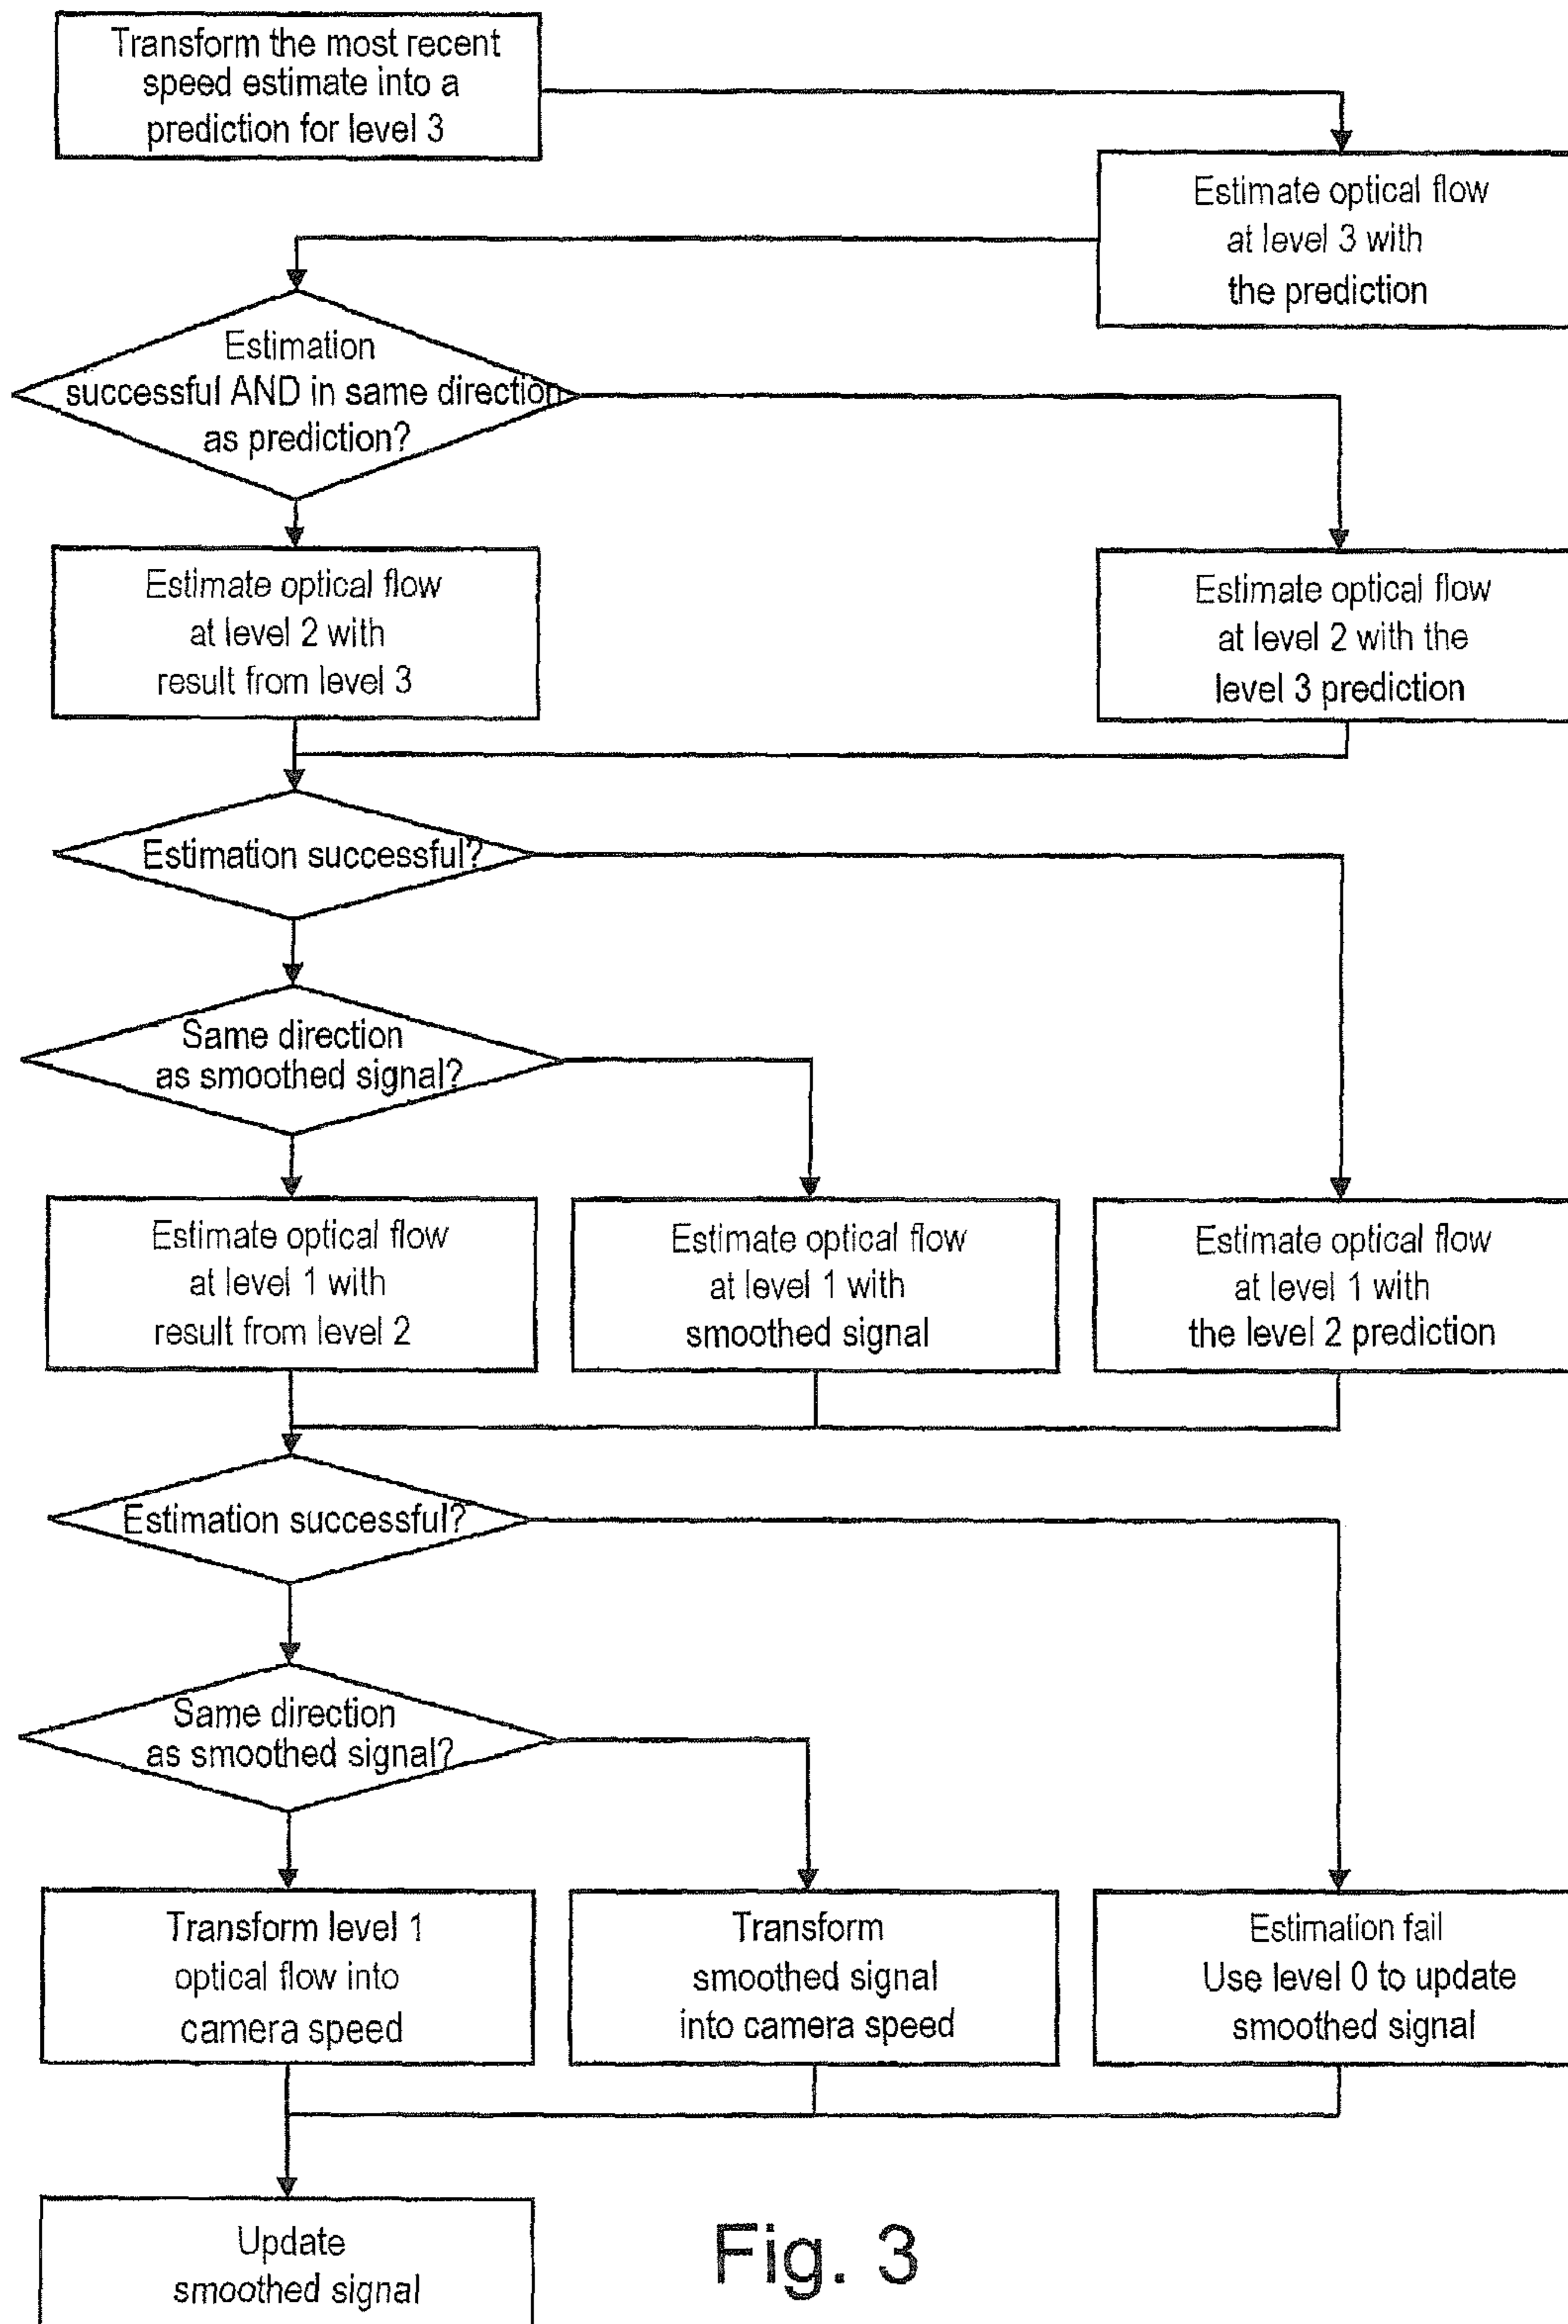 Transform the most recent
speed estimate into a
prediction for level 3
Estimate optical flow
at level 3 with
the prediction
Estimation
successful AND in same direction
as prediction?
Estimate optical flow
at level 2 with
result from level 3
Estimate optical flow
at level 2 with the
level 3 prediction
Estimation successful?
Same direction
as smoothed signal?
Estimate optical flow
at level 1 with
result from level 2
Estimate optical flow
at level 1 with
smoothed signal
Estimate optical flow
at level 1 with
the level 2 prediction
Estimation successful?
Same direction
as smoothed signal?
Transform level 1
optical flow into
camera speed
Transform
smoothed signal
into camera speed
Estimation fail
Use level 0 to update
smoothed signal
Update
smoothed signal
Fig. 3